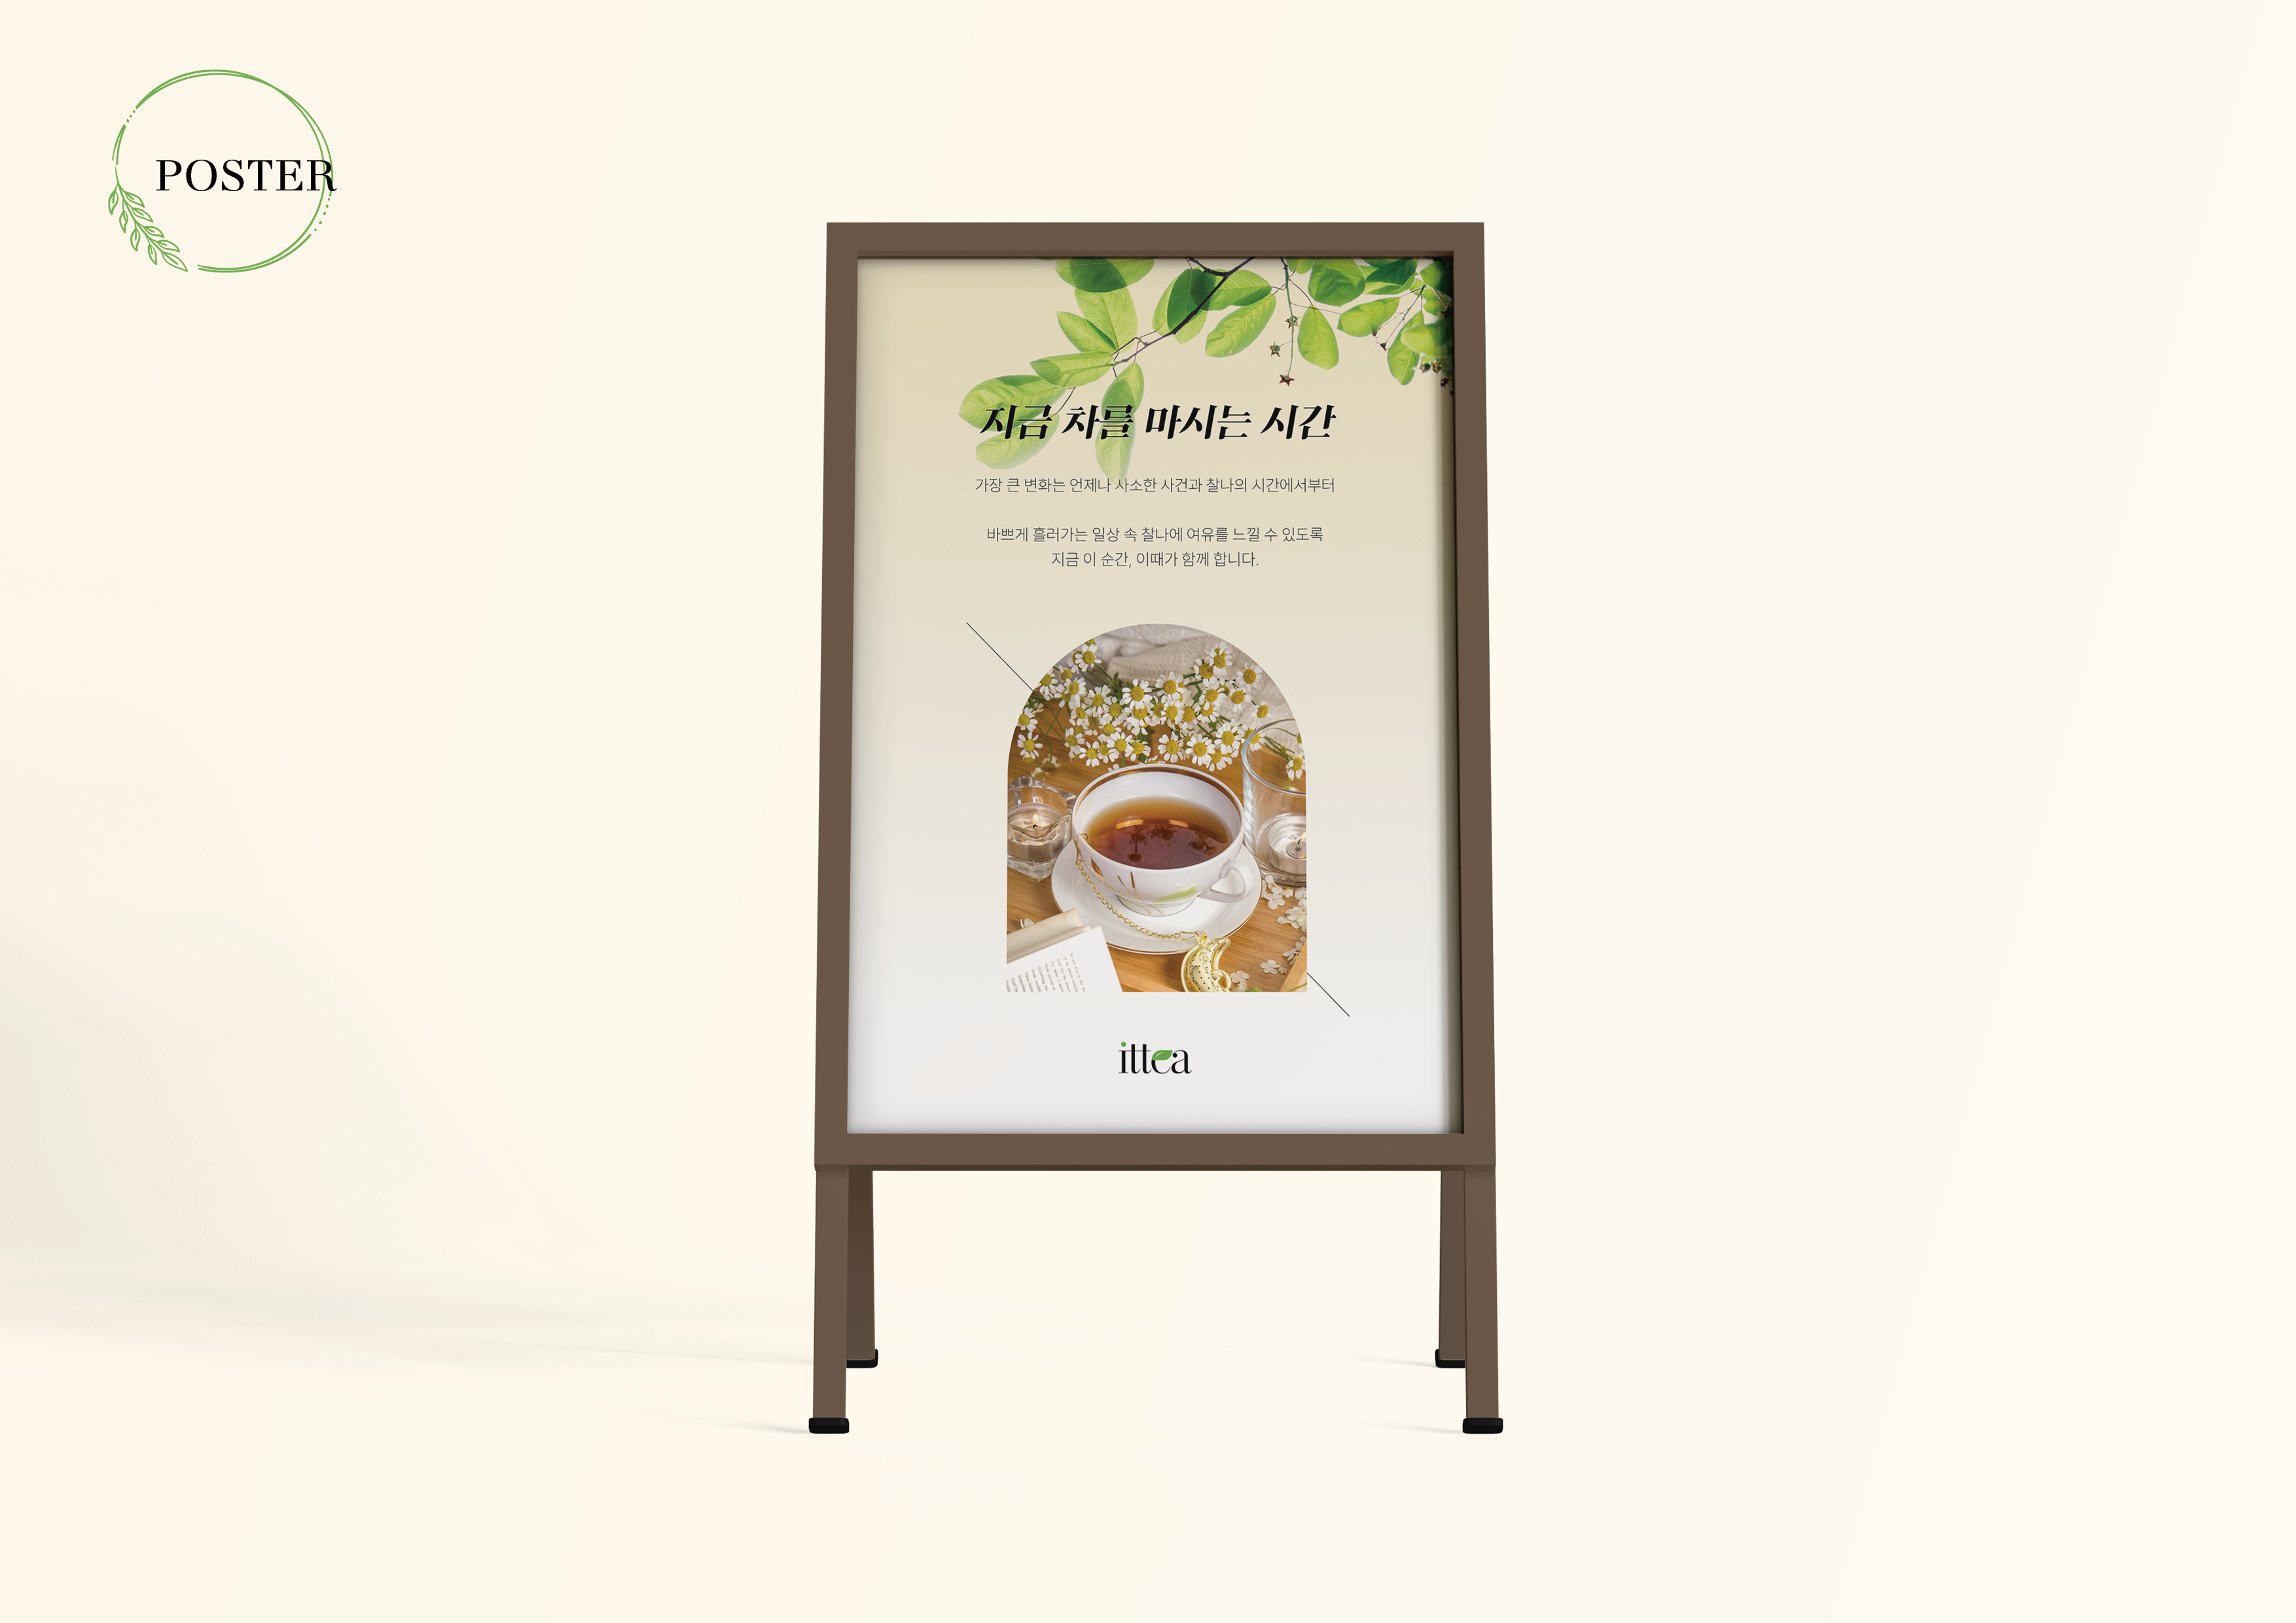 POSTER
지금 차를 마시는 시간
가장 큰 변화는 언제나 사소한 사건과 찰나의 시간에서부터
바쁘게 흘러가는 일상 속 찰나에 여유를 느낄 수 있도록
지금 이 순간, 이때가 함께 합니다.
ittea